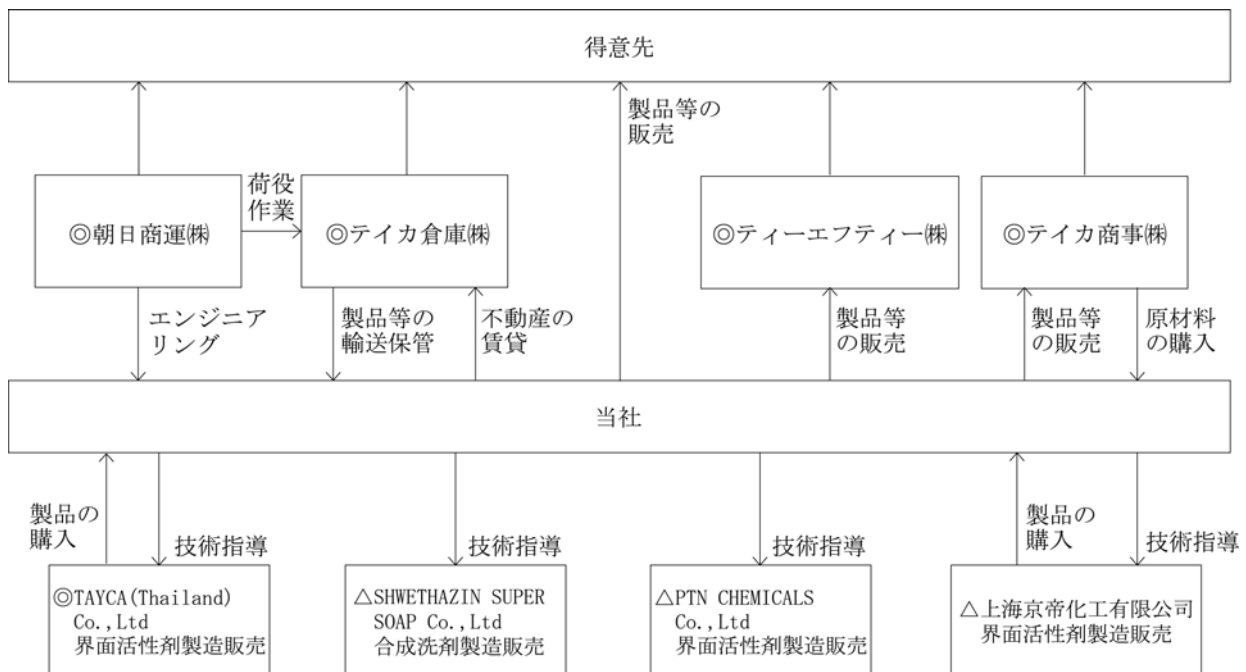 得意先
製品等の
販売
荷役
作業
◎朝日商運㈱
◎テイカ倉庫㈱
◎ティーエフティー㈱
◎テイカ商事㈱
エンジニア
リング
製品等の
輸送保管
不動産の
賃貸
製品等
の販売
製品等
の販売
原材料
の購入
当社
製品の
購入
技術指導
技術指導
技術指導
製品の
購入
技術指導
◎TAYCA(Thailand)
Co.,Ltd
界面活性剤製造販売
△SHWETHAZIN SUPER
SOAP Co.,Ltd
合成洗剤製造販売
△PTN CHEMICALS
Co.,Ltd
界面活性剤製造販売
△上海京帝化工有限公司
界面活性剤製造販売